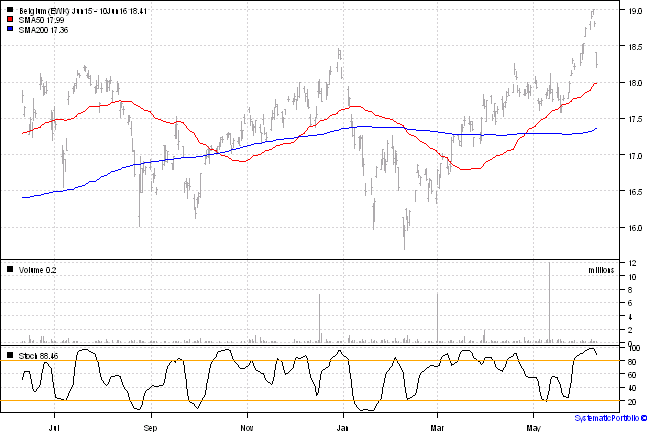 Belgium (EWK) Jun15 - 10Jun16 18.41
SMA50 17.99
SMA200 17.36
19.0
18.5
18.0
17.5
17.0
16.5
16.0
Volume 0.2
millions
12
10
8
6
4
2
0
Stoch 88.46
100
80
60
40
20
Jul
Sep
Nov
Jan
Mar
May
SystematicPortfolio ©